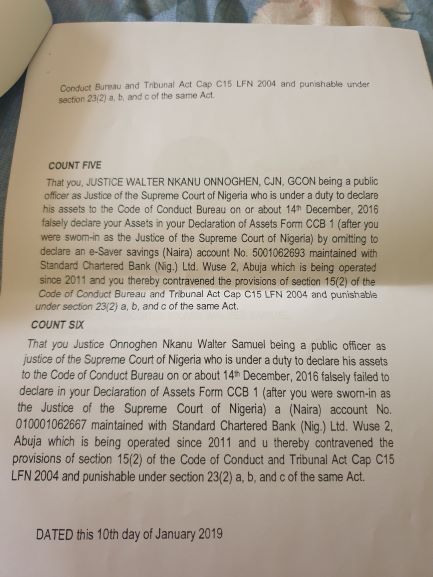 Conduct Bureau and Tribunal Act Cap C15 LFN 2004 and punishable under
section 23(2) a, b, and c of the same Act.
COUNT FIVE
That you, JUSTICE WALTER NKANU ONNOGHEN, CJN, GCON being a public
officer as Justice of the Supreme Court of Nigeria who is under a duty to declare
his assets to the Code of Conduct Bureau on or about 14th December, 2016
falsely declare your Assets in your Declaration of Assets Form CCB 1 (after you
were sworn-in as the Justice of the Supreme Court of Nigeria) by omitting to
declare an e-Saver savings (Naira) account No. 5001062693 maintained with
Standard Chartered Bank (Nig.) Ltd. Wuse 2, Abuja which is being operated
since 2011 and you thereby contravened the provisions of section 15(2) of the
Code of Conduct Bureau and Tribunal Act Cap C15 LFN 2004 and punishable
under section 23(2) a, b, and c of the same Act.
COUNT SIX
That you Justice Onnoghen Nkanu Walter Samuel being a public officer as
justice of the Supreme Court of Nigeria who is under a duty to declare his assets
to the Code of Conduct Bureau on or about 14th December, 2016 falsely failed to
declare in your Declaration of Assets Form CCB 1 (after you were sworn-in as
the Justice of the Supreme Court of Nigeria) a (Naira) account No.
010001062667 maintained with Standard Chartered Bank (Nig.) Ltd. Wuse 2,
Abuja which is being operated since 2011 and u thereby contravened the
provisions of section 15(2) of the Code of Conduct and Tribunal Act Cap C15
LFN 2004 and punishable under section 23(2) a, b, and c of the same Act.
DATED this 10th day of January 2019